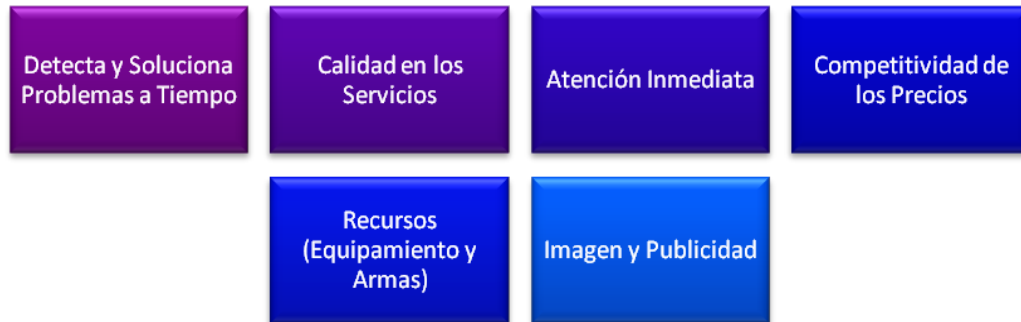 Detecta y Soluciona
Problemas a Tiempo
Calidad en los
Servicios
Atención Inmediata
Competitividad de
los Precios
Recursos
(Equipamiento y
Armas)
Imagen y Publicidad